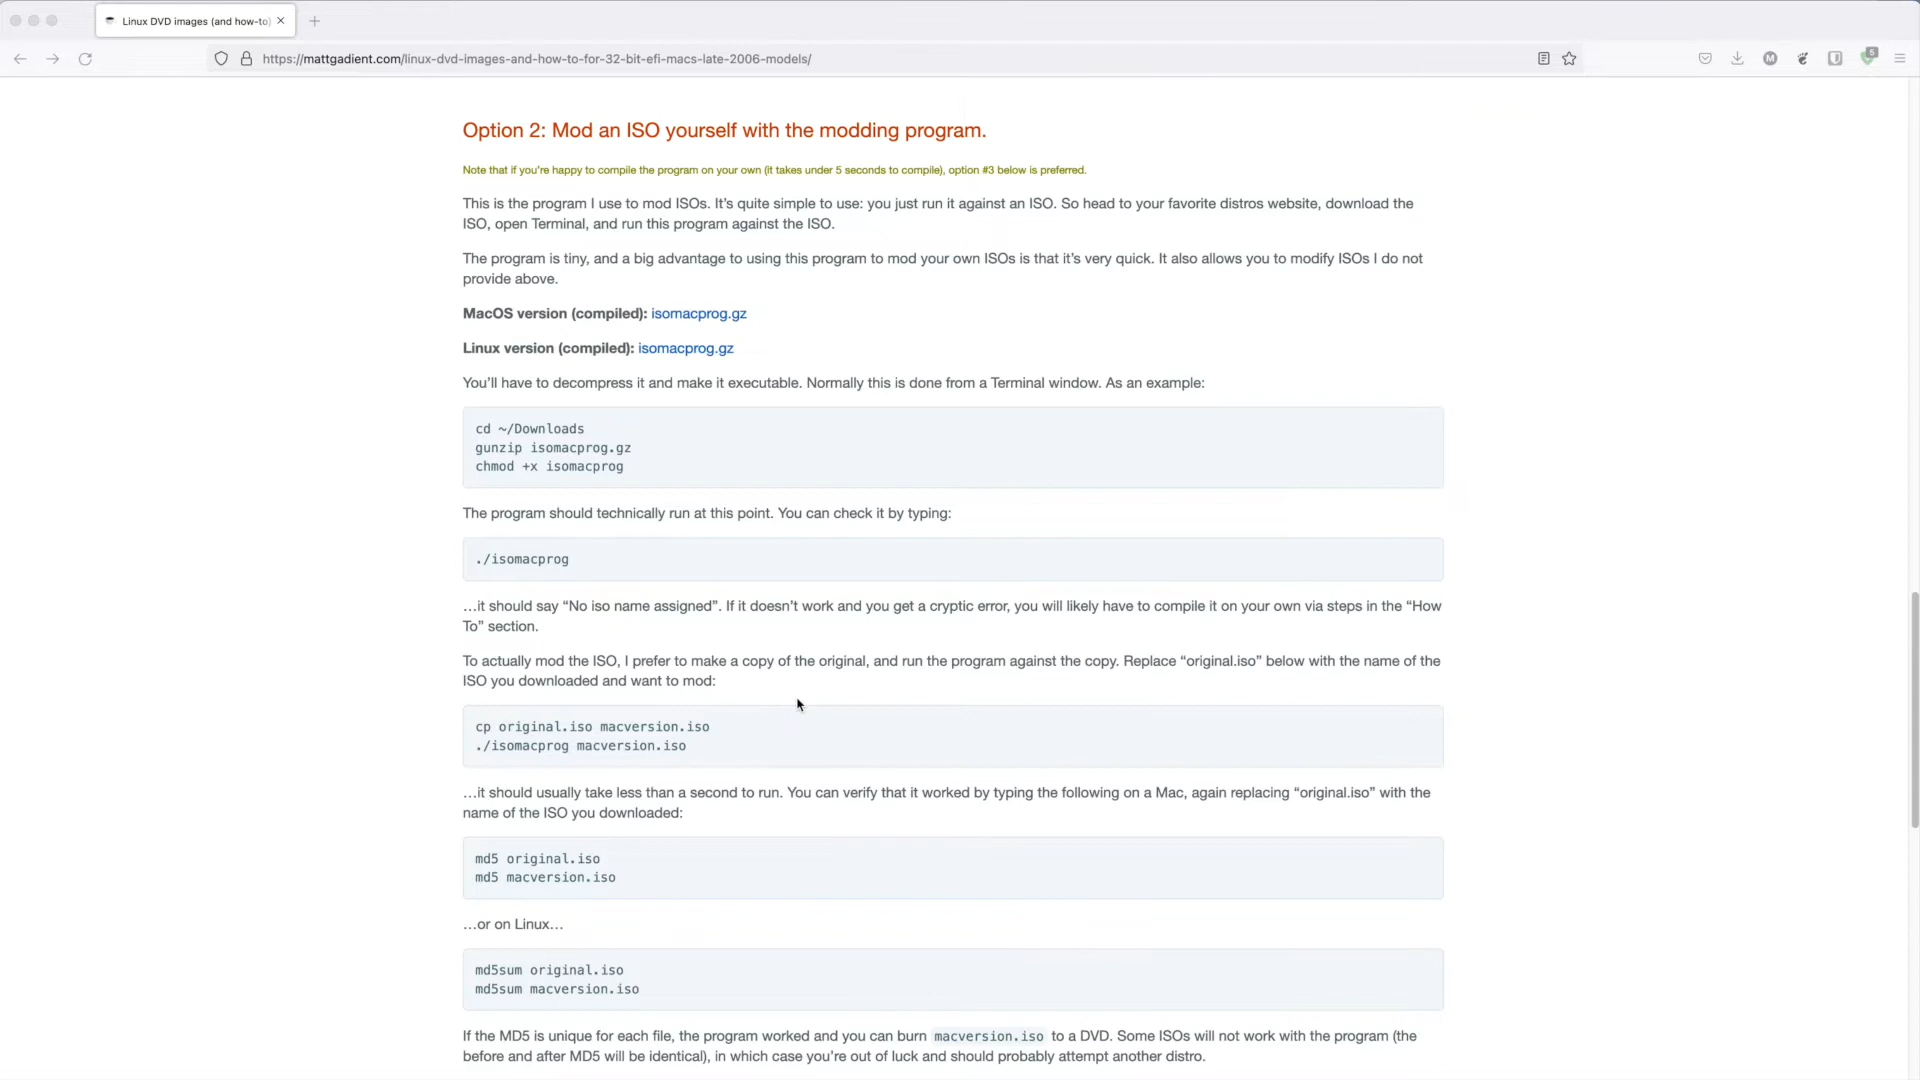 Linux DVD images (and how-to)
https://mattgadient.com/linux-dvd-images-and-how-to-for-32-bit-efi-macs-late-2006-models/
M
5
Option 2: Mod an ISO yourself with the modding program.
Note that if you're happy to compile the program on your own (it takes under 5 seconds to compile), option #3 below is preferred.
This is the program I use to mod ISOs. It's quite simple to use: you just run it against an ISO. So head to your favorite distros website, download the
ISO, open Terminal, and run this program against the ISO.
The program is tiny, and a big advantage to using this program to mod your own ISOs is that it's very quick. It also allows you to modify ISOs I do not
provide above.
MacOS version (compiled): isomacprog.gz
Linux version (compiled): isomacprog.gz
You'll have to decompress it and make it executable. Normally this is done from a Terminal window. As an example:
cd ~/Downloads
gunzip isomacprog.gz
chmod +x isomacprog
The program should technically run at this point. You can check it by typing:
./isomacprog
…it should say “No iso name assigned”. If it doesn't work and you get a cryptic error, you will likely have to compile it on your own via steps in the “How
To” section.
To actually mod the ISO, I prefer to make a copy of the original, and run the program against the copy. Replace “original.iso” below with the name of the
ISO you downloaded and want to mod:
cp original.iso macversion.iso
./isomacprog macversion.iso
…it should usually take less than a second to run. You can verify that it worked by typing the following on a Mac, again replacing “original.iso” with the
name of the ISO you downloaded:
md5 original.iso
md5 macversion.iso
…or on Linux…
md5sum original.iso
md5sum macversion.iso
If the MD5 is unique for each file, the program worked and you can burn macversion.iso to a DVD. Some ISOs will not work with the program (the
before and after MD5 will be identical), in which case you're out of luck and should probably attempt another distro.